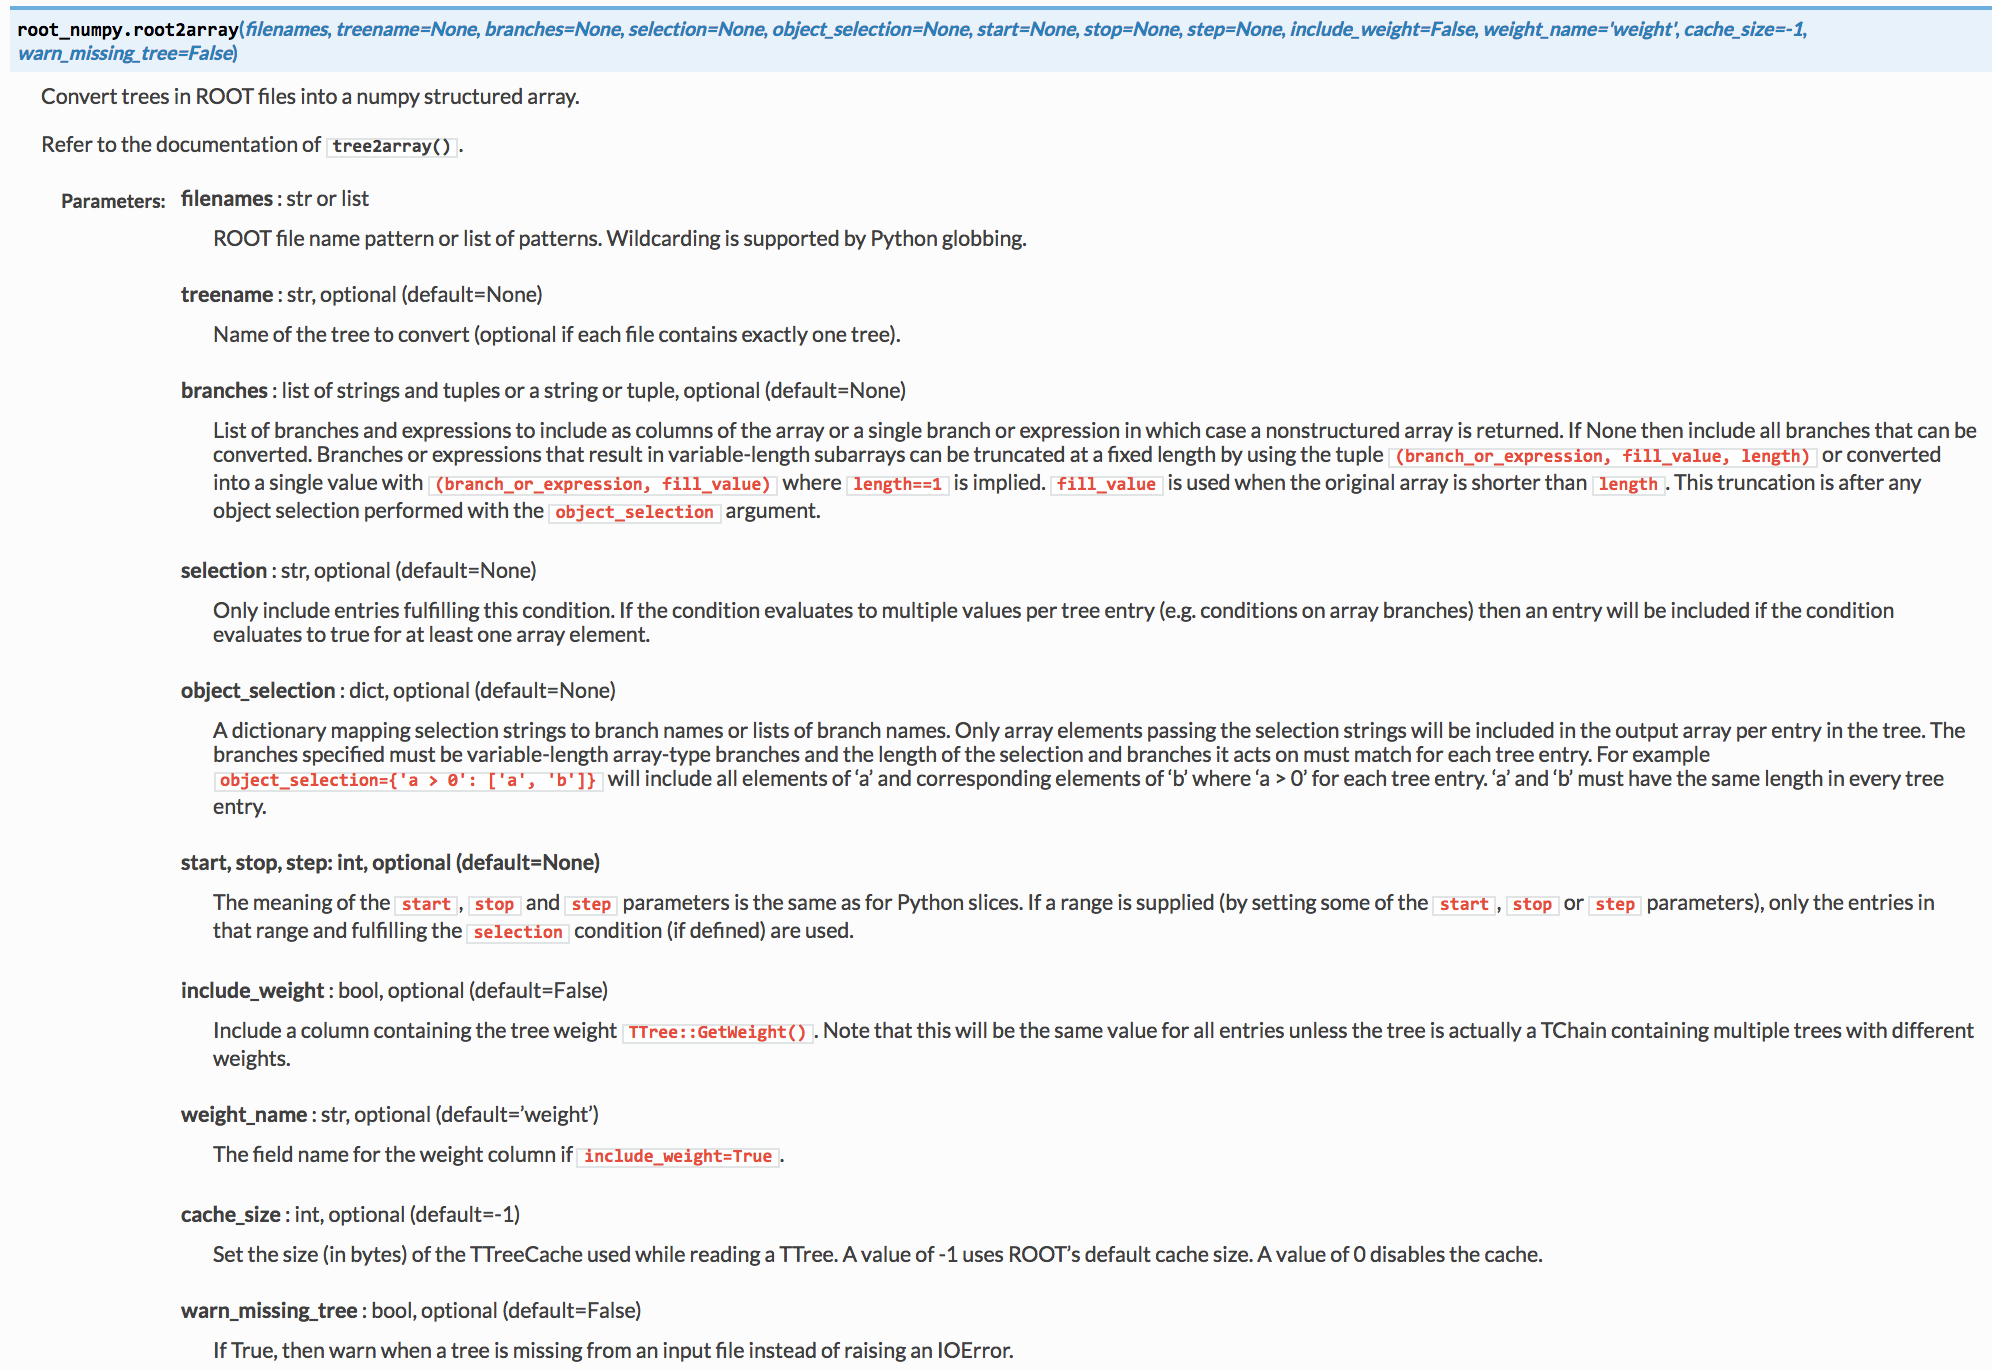 root_numpy.root2array(filenames, treename=None, branches=None, selection=None, object_selection=None, start=None, stop=None, step=None, include_weight=False, weight_name='weight', cache_size=-1,
warn_missing_tree=False)
Convert trees in ROOT files into a numpy structured array.
Refer to the documentation of tree2array().
Parameters: filenames : str or list
ROOT file name pattern or list of patterns. Wildcarding is supported by Python globbing.
treename : str, optional (default=None)
Name of the tree to convert (optional if each file contains exactly one tree).
branches : list of strings and tuples or a string or tuple, optional (default=None)
List of branches and expressions to include as columns of the array or a single branch or expression in which case a nonstructured array is returned. If None then include all branches that can be
converted. Branches or expressions that result in variable-length subarrays can be truncated at a fixed length by using the tuple (branch_or_expression, fill_value, length) or converted
into a single value with (branch_or_expression, fill_value) where length==1 is implied. fill_value is used when the original array is shorter than length. This truncation is after any
object selection performed with the object_selection argument.
selection : str, optional (default=None)
Only include entries fulfilling this condition. If the condition evaluates to multiple values per tree entry (e.g. conditions on array branches) then an entry will be included if the condition
evaluates to true for at least one array element.
object_selection : dict, optional (default=None)
A dictionary mapping selection strings to branch names or lists of branch names. Only array elements passing the selection strings will be included in the output array per entry in the tree. The
branches specified must be variable-length array-type branches and the length of the selection and branches it acts on must match for each tree entry. For example
object_selection={'a > 0': ['a', 'b']} will include all elements of ‘a’ and corresponding elements of ‘b’ where ‘a > 0’ for each tree entry. ‘a’ and ‘b’ must have the same length in every tree
entry.
start, stop, step: int, optional (default=None)
The meaning of the start, stop and step parameters is the same as for Python slices. If a range is supplied (by setting some of the start, stop or step parameters), only the entries in
that range and fulfilling the selection condition (if defined) are used.
include_weight : bool, optional (default=False)
Include a column containing the tree weight TTree::GetWeight(). Note that this will be the same value for all entries unless the tree is actually a TChain containing multiple trees with different
weights.
weight_name : str, optional (default=’weight’)
The field name for the weight column if include_weight=True.
cache_size : int, optional (default=-1)
Set the size (in bytes) of the TTreeCache used while reading a TTree. A value of -1 uses ROOT’s default cache size. A value of 0 disables the cache.
warn_missing_tree : bool, optional (default=False)
If True, then warn when a tree is missing from an input file instead of raising an IOError.